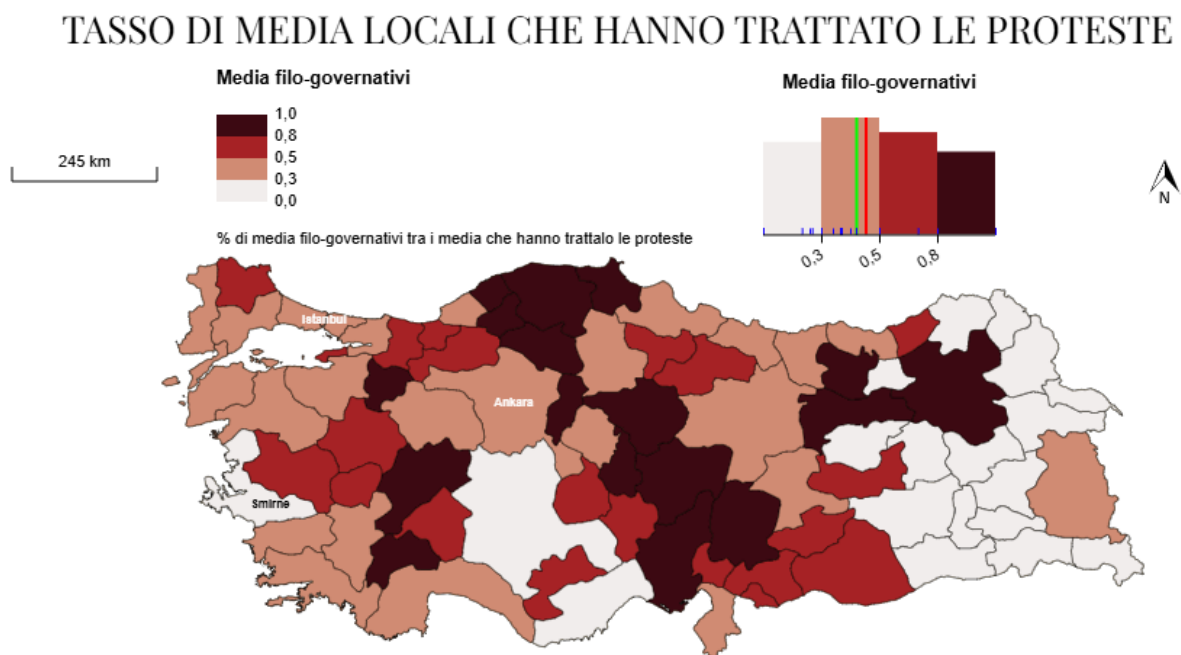 TASSO DI MEDIA LOCALI CHE HANNO TRATTATO LE PROTESTE
Media filo-governativi
1,0
0,8
0,5
0,3
0,0
% di media filo-governativi tra i media che hanno trattalo le proteste
245 km
Media filo-governativi
0,3
0,5
0,8
N
Istanbul
Ankara
Smirne